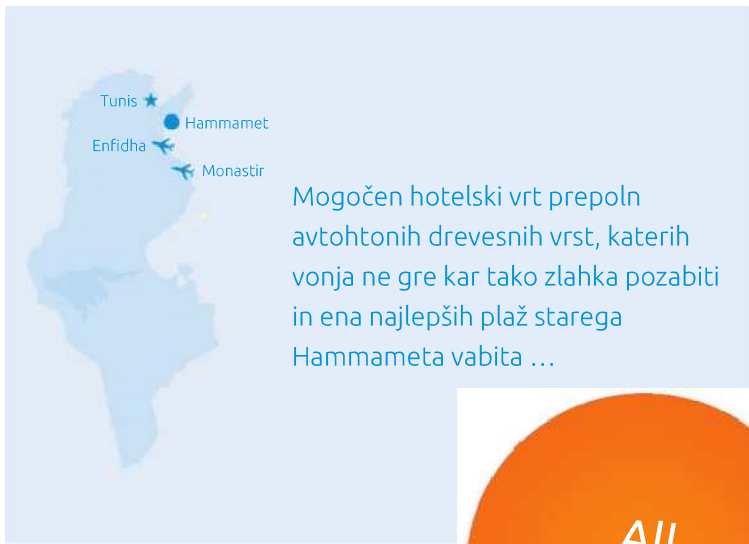 Tunis
Hammamet
Enfidha
Monastir
Mogočen hotelski vrt prepoln
avtohtonih drevesnih vrst, katerih
vonja ne gre kar tako zlahka pozabiti
in ena najlepših plaž starega
Hammameta vabita …
All